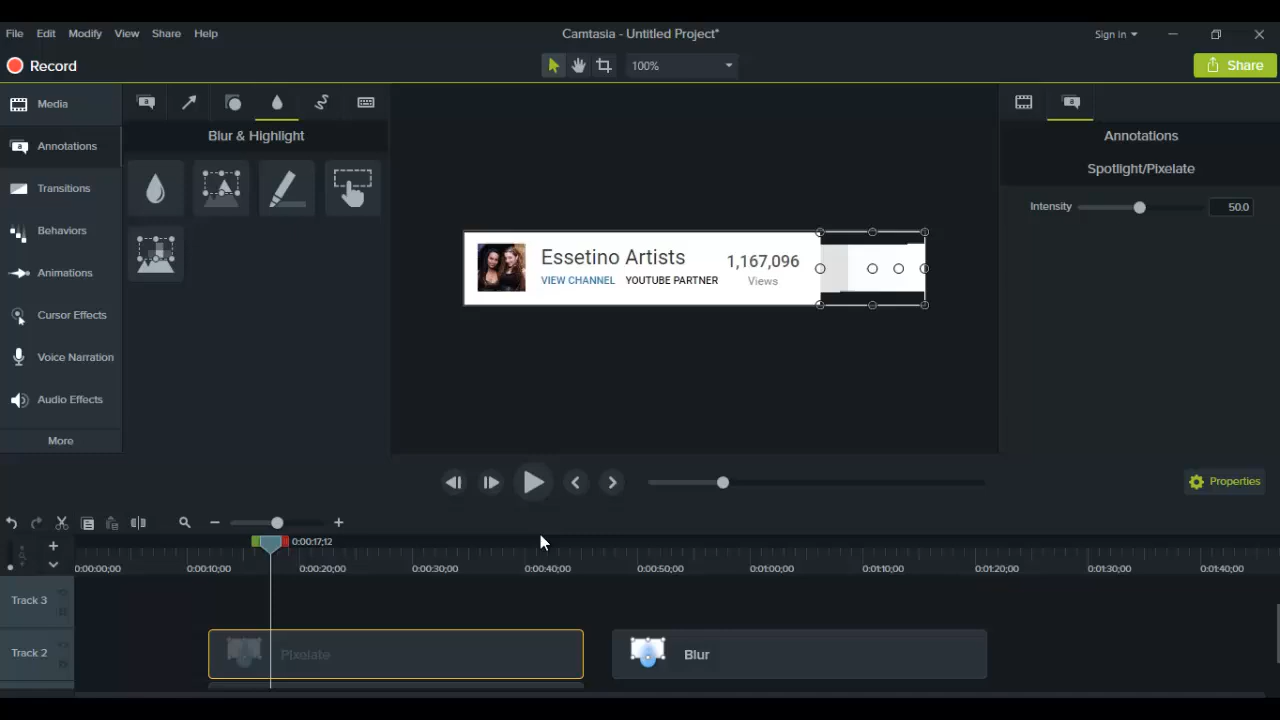 File Edit Modify View Share Help Camtasia - Untitled Project* Sign in
Record 100% Share
Media
Annotations
Transitions
Behaviors
Animations
Cursor Effects
Voice Narration
Audio Effects
More
Blur & Highlight
Essetino Artists
VIEW CHANNEL YOUTUBE PARTNER
1,167,096
Views
Annotations
Spotlight/Pixelate
Intensity 50.0
Properties
0:00:17;12
0:00:00;00 0:00:10;00 0:00:20;00 0:00:30;00 0:00:40;00 0:00:50;00 0:01:00;00 0:01:10;00 0:01:20;00 0:01:30;00 0:01:40;00
Track 3
Track 2 Pixelate Blur